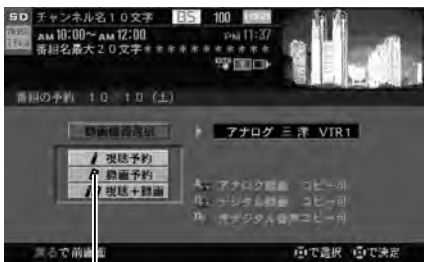 SD チャンネル名10文字 BS 100
AM 10:00～AM 12:00 PM 11:37
番組名最大20文字＊＊＊＊＊＊＊＊＊＊
番組の予約 10/10(土)
録画機器選択 アナログ 三洋 VTR1
視聴予約
録画予約
視聴+録画
アナログ録画 コピー可
デジタル録画 コピー可
光デジタル音声コピー可
戻るで前画面 で選択 で決定